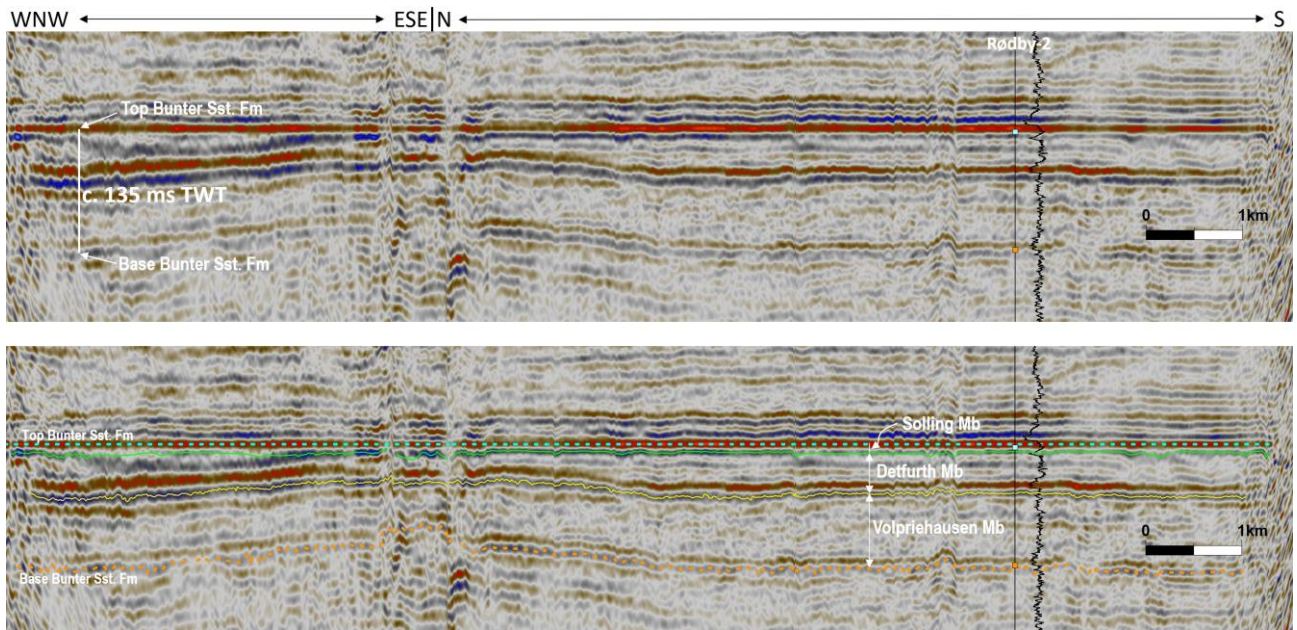 WNW ESE N S
Rødby-2
Top Bunter Sst. Fm
c. 135 ms TWT
0 1km
Base Bunter Sst. Fm
Top Bunter Sst. Fm
Solling Mb
Detfurth Mb
Volpriehausen Mb
0 1km
Base Bunter Sst. Fm